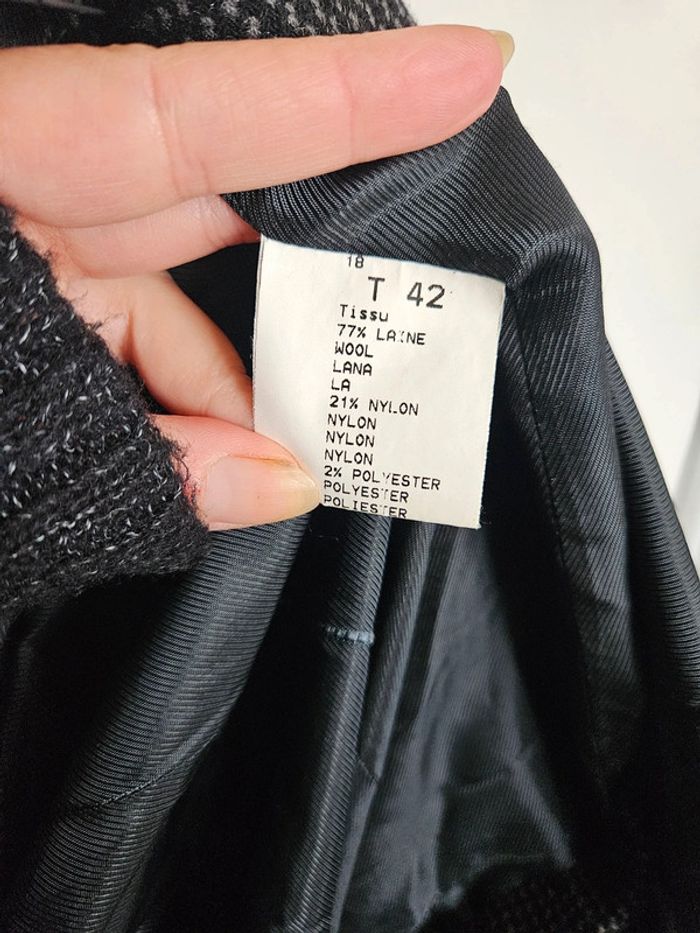 18
T 42
Tissu
77% LAINE
WOOL
LANA
LA
21% NYLON
NYLON
NYLON
NYLON
2% POLYESTER
POLYESTER
POLIESTER